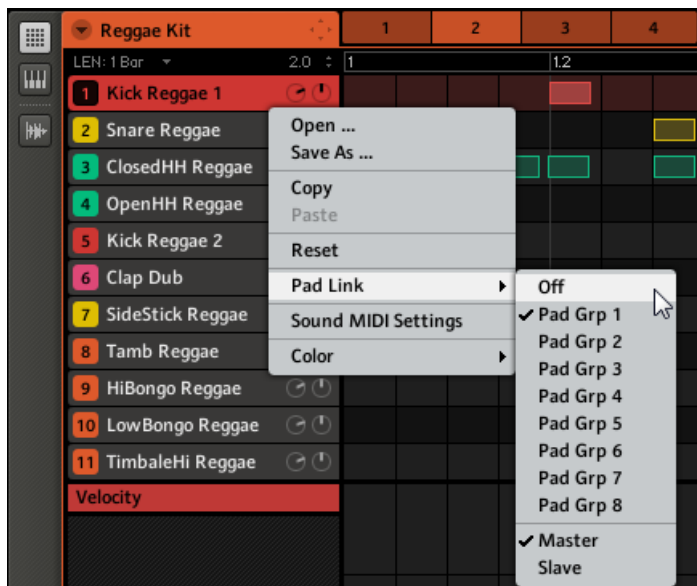 Reggae Kit
1 2 3 4
LEN: 1 Bar 2.0 1 1.2
1 Kick Reggae 1
2 Snare Reggae
3 ClosedHH Reggae
4 OpenHH Reggae
5 Kick Reggae 2
6 Clap Dub
7 SideStick Reggae
8 Tamb Reggae
9 HiBongo Reggae
10 LowBongo Reggae
11 TimbaleHi Reggae
Velocity
Open ...
Save As ...
Copy
Paste
Reset
Pad Link
Sound MIDI Settings
Color
Off
Pad Grp 1
Pad Grp 2
Pad Grp 3
Pad Grp 4
Pad Grp 5
Pad Grp 6
Pad Grp 7
Pad Grp 8
Master
Slave